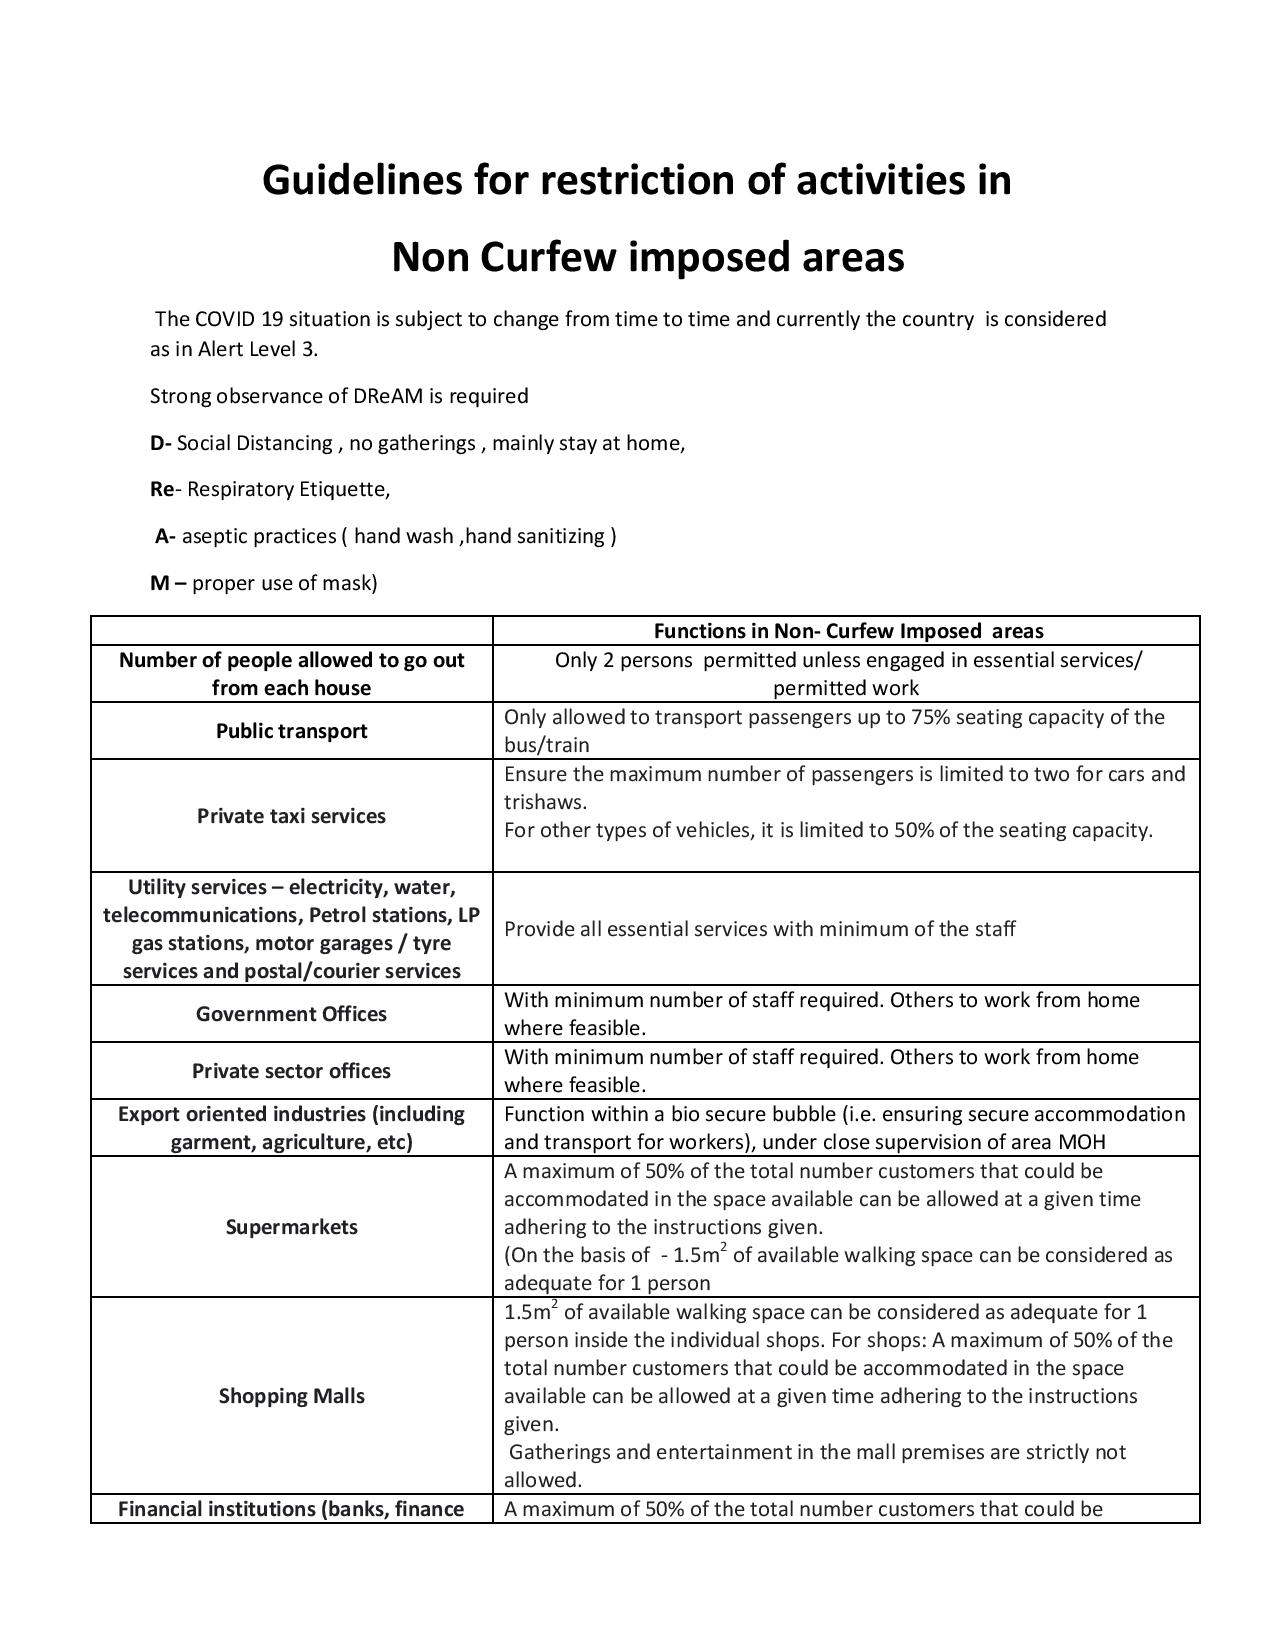 Guidelines for restriction of activities in
Non Curfew imposed areas
The COVID 19 situation is subject to change from time to time and currently the country is considered
as in Alert Level 3.
Strong observance of DReAM is required
D- Social Distancing , no gatherings , mainly stay at home,
Re- Respiratory Etiquette,
A- aseptic practices ( hand wash ,hand sanitizing )
M – proper use of mask)
Functions in Non- Curfew Imposed areas
Number of people allowed to go out
from each house
Only 2 persons permitted unless engaged in essential services/
permitted work
Public transport
Only allowed to transport passengers up to 75% seating capacity of the
bus/train
Private taxi services
Ensure the maximum number of passengers is limited to two for cars and
trishaws.
For other types of vehicles, it is limited to 50% of the seating capacity.
Utility services – electricity, water,
telecommunications, Petrol stations, LP
gas stations, motor garages / tyre
services and postal/courier services
Provide all essential services with minimum of the staff
Government Offices
With minimum number of staff required. Others to work from home
where feasible.
Private sector offices
With minimum number of staff required. Others to work from home
where feasible.
Export oriented industries (including
garment, agriculture, etc)
Function within a bio secure bubble (i.e. ensuring secure accommodation
and transport for workers), under close supervision of area MOH
Supermarkets
A maximum of 50% of the total number customers that could be
accommodated in the space available can be allowed at a given time
adhering to the instructions given.
(On the basis of - 1.5m² of available walking space can be considered as
adequate for 1 person
Shopping Malls
1.5m² of available walking space can be considered as adequate for 1
person inside the individual shops. For shops: A maximum of 50% of the
total number customers that could be accommodated in the space
available can be allowed at a given time adhering to the instructions
given.
Gatherings and entertainment in the mall premises are strictly not
allowed.
Financial institutions (banks, finance
A maximum of 50% of the total number customers that could be